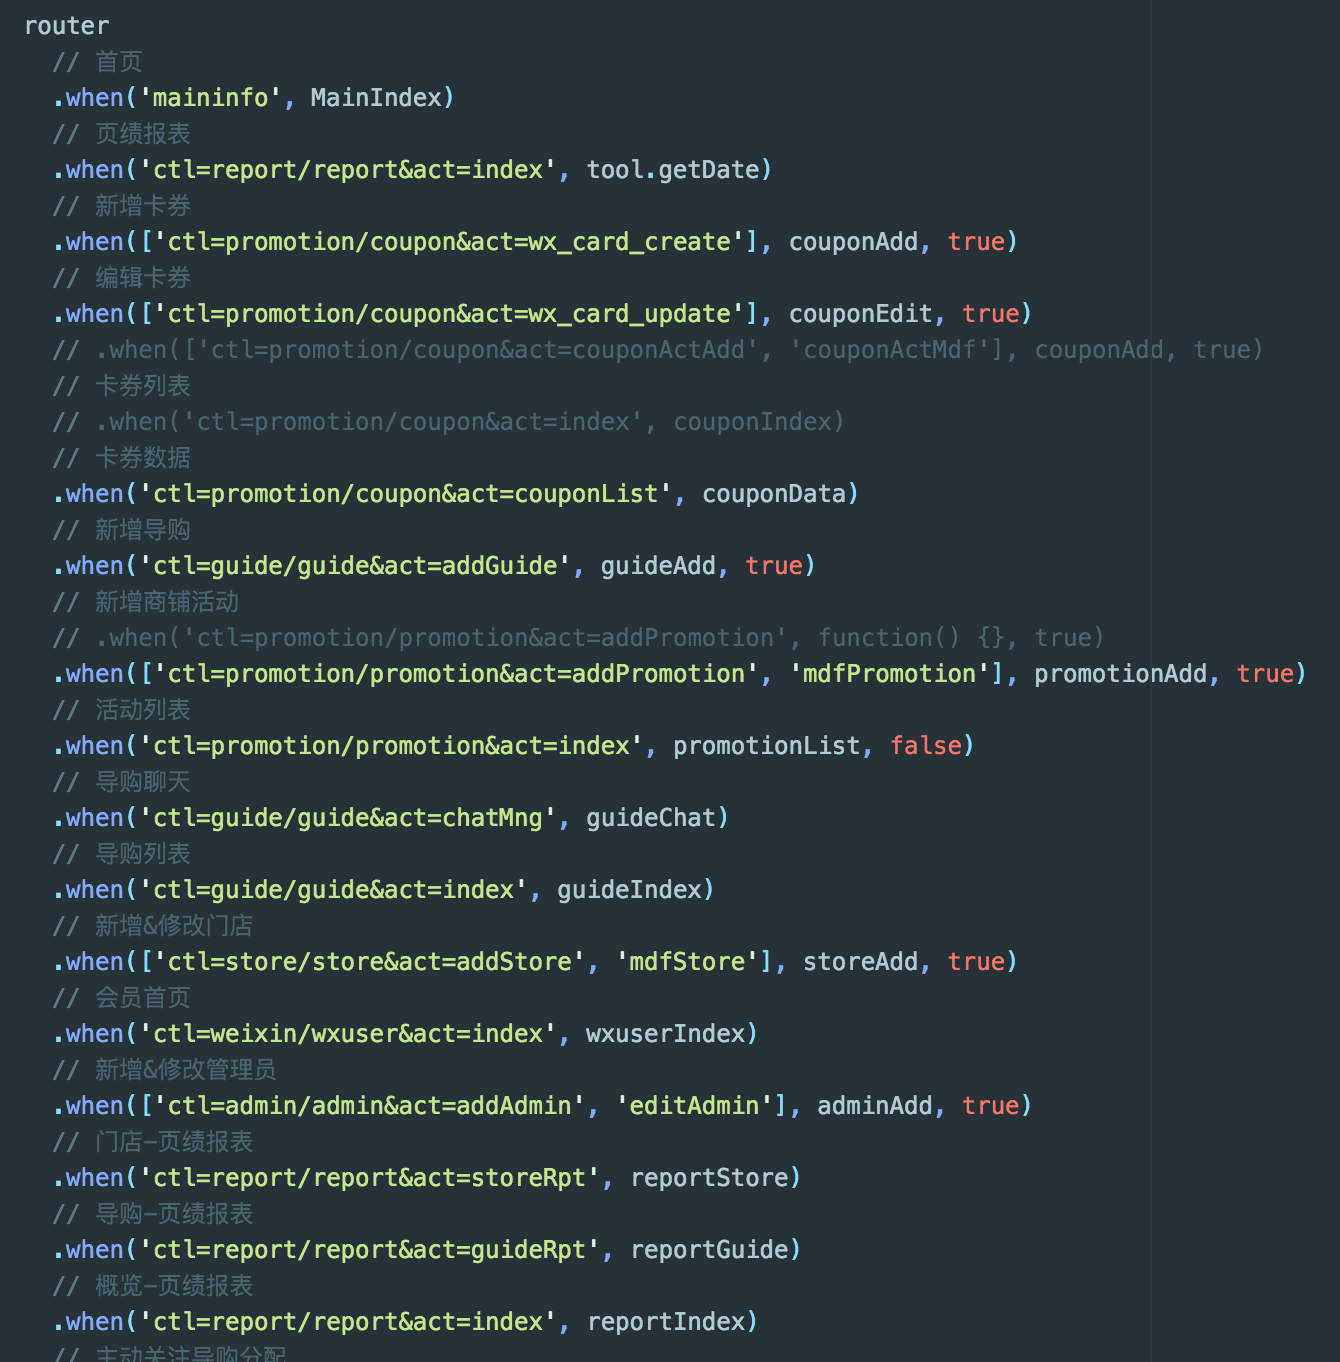 router
// 首页
.when('maininfo', MainIndex)
// 页绩报表
.when('ctl=report/report&act=index', tool.getDate)
// 新增卡券
.when(['ctl=promotion/coupon&act=wx_card_create'], couponAdd, true)
// 编辑卡券
.when(['ctl=promotion/coupon&act=wx_card_update'], couponEdit, true)
// .when(['ctl=promotion/coupon&act=couponActAdd', 'couponActMdf'], couponAdd, true)
// 卡券列表
// .when('ctl=promotion/coupon&act=index', couponIndex)
// 卡券数据
.when('ctl=promotion/coupon&act=couponList', couponData)
// 新增导购
.when('ctl=guide/guide&act=addGuide', guideAdd, true)
// 新增商铺活动
// .when('ctl=promotion/promotion&act=addPromotion', function() {}, true)
.when(['ctl=promotion/promotion&act=addPromotion', 'mdfPromotion'], promotionAdd, true)
// 活动列表
.when('ctl=promotion/promotion&act=index', promotionList, false)
// 导购聊天
.when('ctl=guide/guide&act=chatMng', guideChat)
// 导购列表
.when('ctl=guide/guide&act=index', guideIndex)
// 新增&修改门店
.when(['ctl=store/store&act=addStore', 'mdfStore'], storeAdd, true)
// 会员首页
.when('ctl=weixin/wxuser&act=index', wxuserIndex)
// 新增&修改管理员
.when(['ctl=admin/admin&act=addAdmin', 'editAdmin'], adminAdd, true)
// 门店-页绩报表
.when('ctl=report/report&act=storeRpt', reportStore)
// 导购-页绩报表
.when('ctl=report/report&act=guideRpt', reportGuide)
// 概览-页绩报表
.when('ctl=report/report&act=index', reportIndex)
// 主动关注导购分配